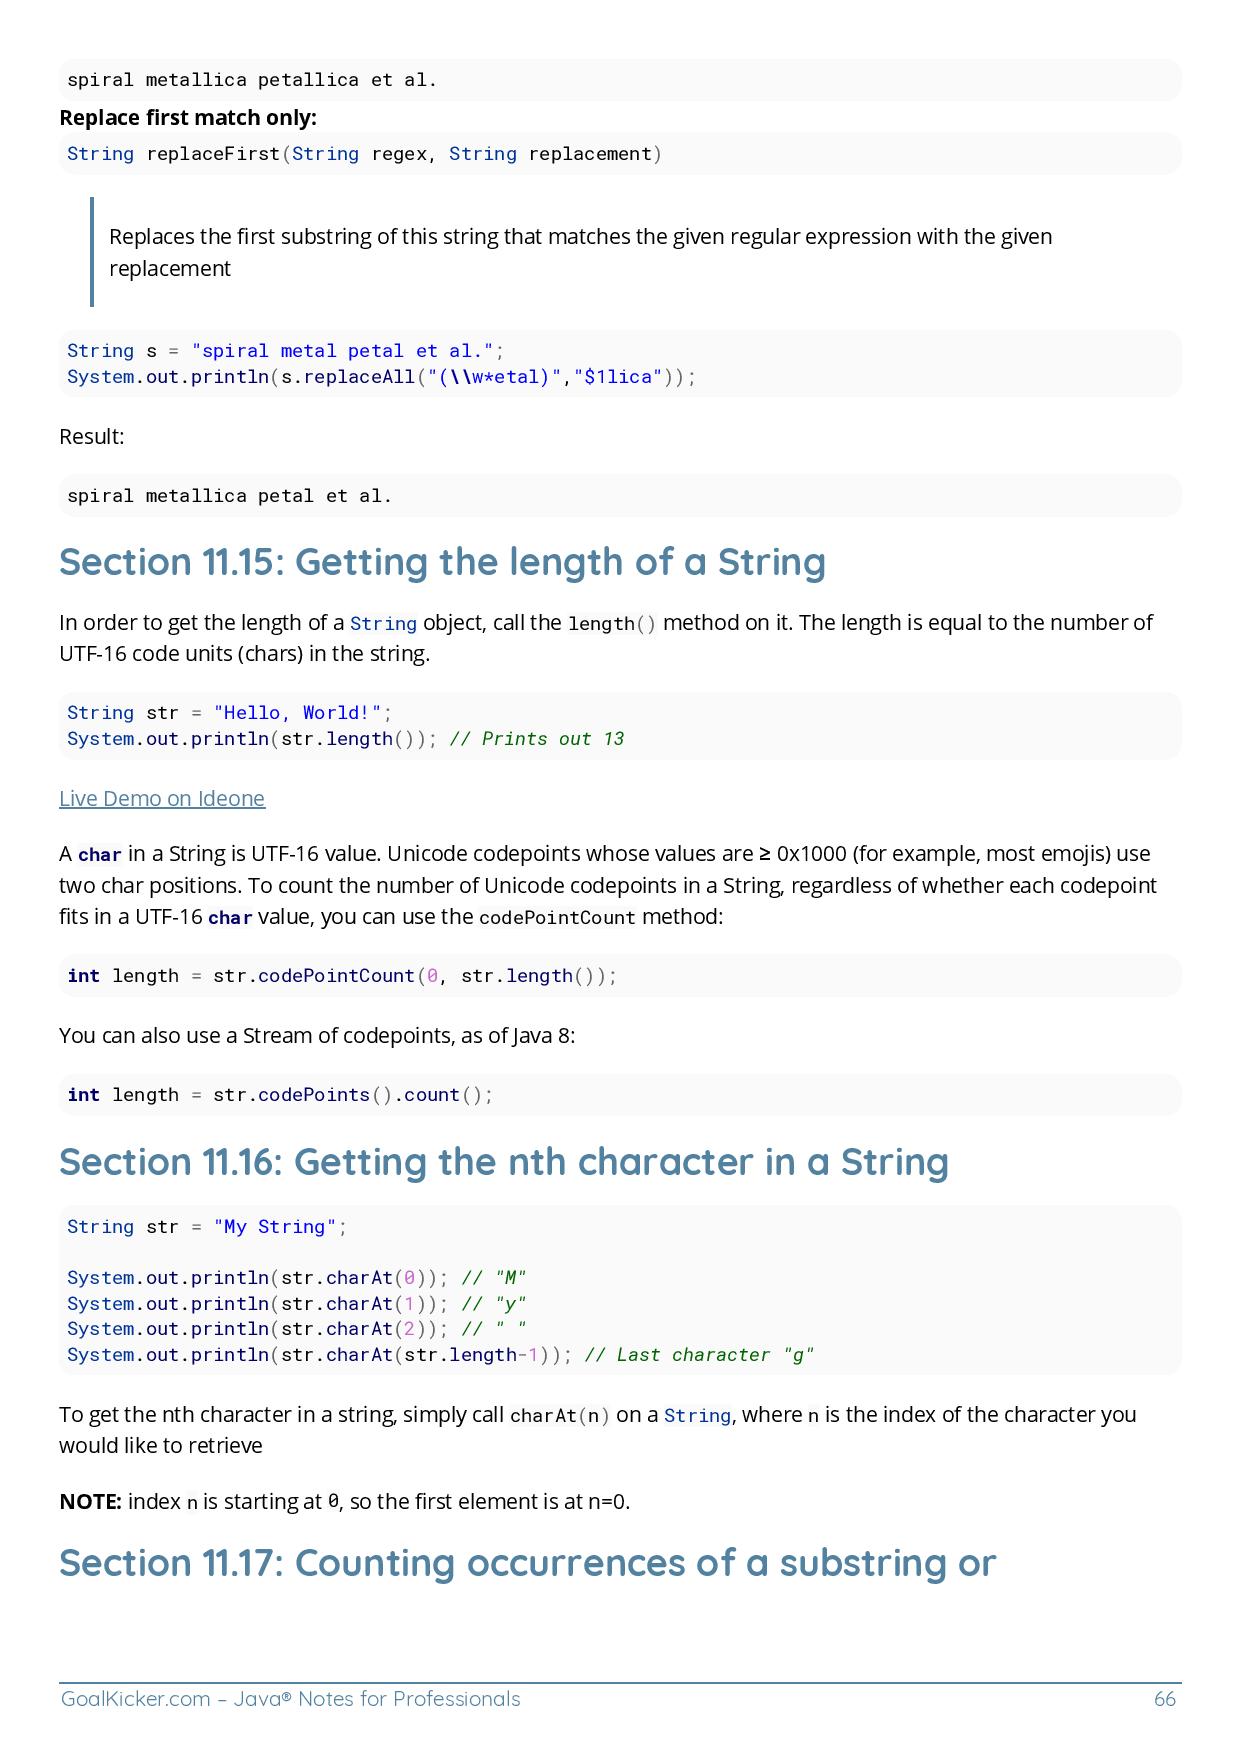 spiral metallica petallica et al.
Replace first match only:
String replaceFirst(String regex, String replacement)
Replaces the first substring of this string that matches the given regular expression with the given
replacement
String s = "spiral metal petal et al.";
System.out.println(s.replaceAll("(\\w*etal)","$1lica"));
Result:
spiral metallica petal et al.
Section 11.15: Getting the length of a String
In order to get the length of a String object, call the length() method on it. The length is equal to the number of
UTF-16 code units (chars) in the string.
String str = "Hello, World!";
System.out.println(str.length()); // Prints out 13
Live Demo on Ideone
A char in a String is UTF-16 value. Unicode codepoints whose values are ≥ 0x1000 (for example, most emojis) use
two char positions. To count the number of Unicode codepoints in a String, regardless of whether each codepoint
fits in a UTF-16 char value, you can use the codePointCount method:
int length = str.codePointCount(0, str.length());
You can also use a Stream of codepoints, as of Java 8:
int length = str.codePoints().count();
Section 11.16: Getting the nth character in a String
String str = "My String";
System.out.println(str.charAt(0)); // "M"
System.out.println(str.charAt(1)); // "y"
System.out.println(str.charAt(2)); // " "
System.out.println(str.charAt(str.length-1)); // Last character "g"
To get the nth character in a string, simply call charAt(n) on a String, where n is the index of the character you
would like to retrieve
NOTE: index n is starting at 0, so the first element is at n=0.
Section 11.17: Counting occurrences of a substring or
GoalKicker.com – Java® Notes for Professionals 66